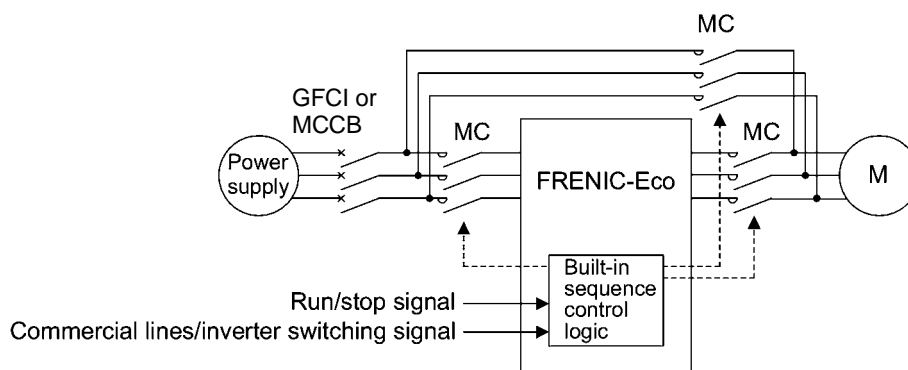 MC
GFCI or
MCCB
MC
MC
Power
supply
FRENIC-Eco
M
Built-in
sequence
control
logic
Run/stop signal
Commercial lines/inverter switching signal